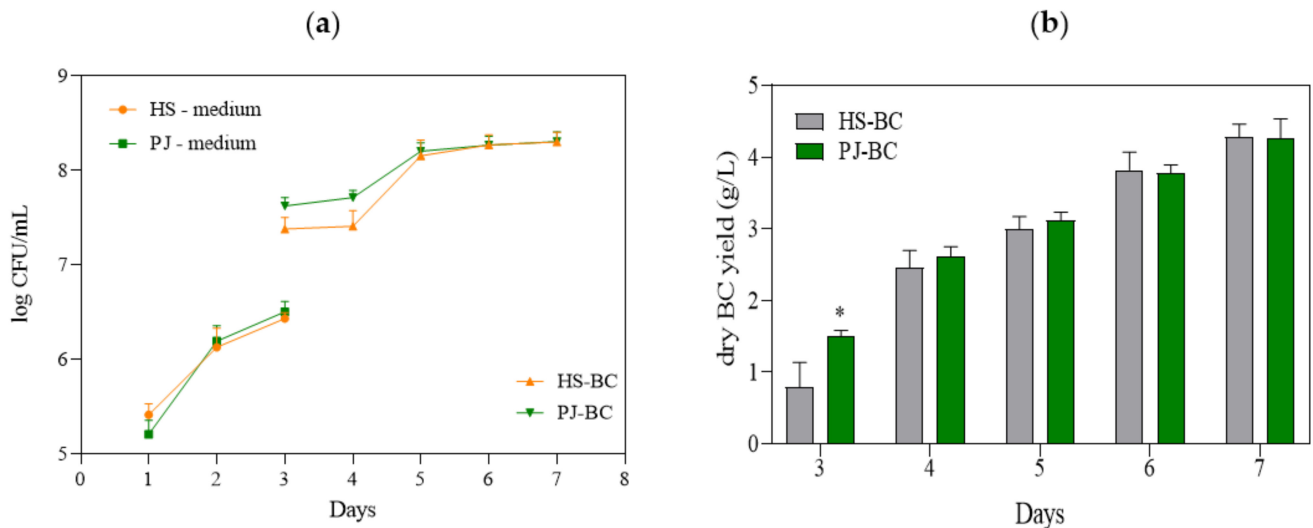 (a)
log CFU/mL
9
8
7
6
5
HS - medium
PJ - medium
HS-BC
PJ-BC
0 1 2 3 4 5 6 7 8
Days
(b)
dry BC yield (g/L)
5
4
3
2
1
0
HS-BC
PJ-BC
*
3 4 5 6 7
Days